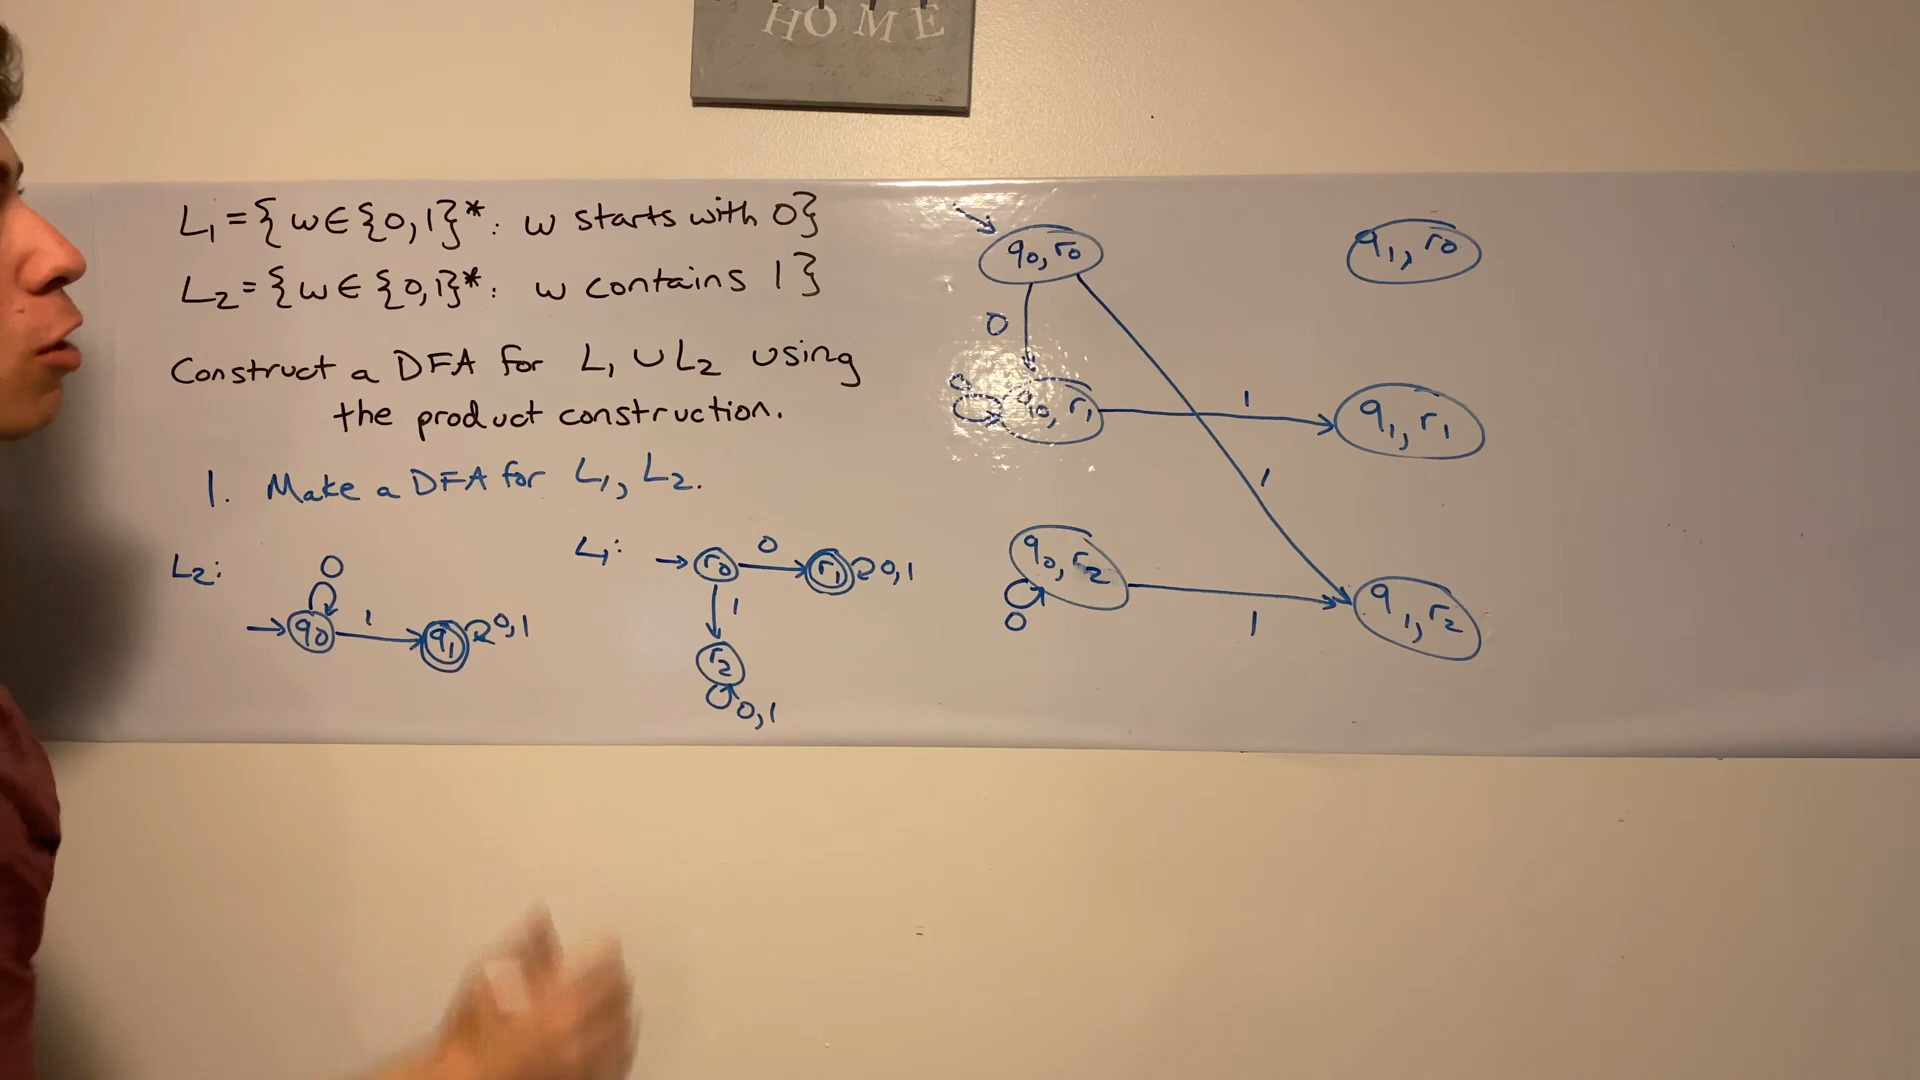 HOME
L₁ = {w ∈ {0,1}*: w starts with 0}
L₂ = {w ∈ {0,1}*: w contains 1}
Construct a DFA for L₁ ∪ L₂ using
the product construction.
1. Make a DFA for L₁, L₂.
L₂:
0
q₀
1
q₁
0,1
L₁:
r₀
0
r₁
0,1
1
r₂
0,1
q₀, r₀
q₁, r₀
0
0
q₀, r₁
1
q₁, r₁
1
q₀, r₂
0
1
q₁, r₂